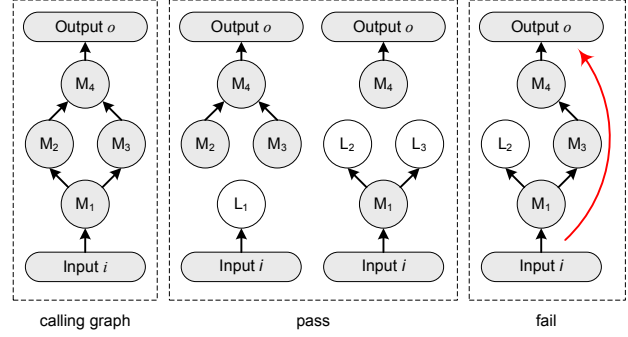 Output o
M4
M2
M3
M1
Input i
calling graph
Output o
M4
M2
M3
L1
Input i
Output o
M4
L2
L3
M1
Input i
pass
Output o
M4
L2
M3
M1
Input i
fail